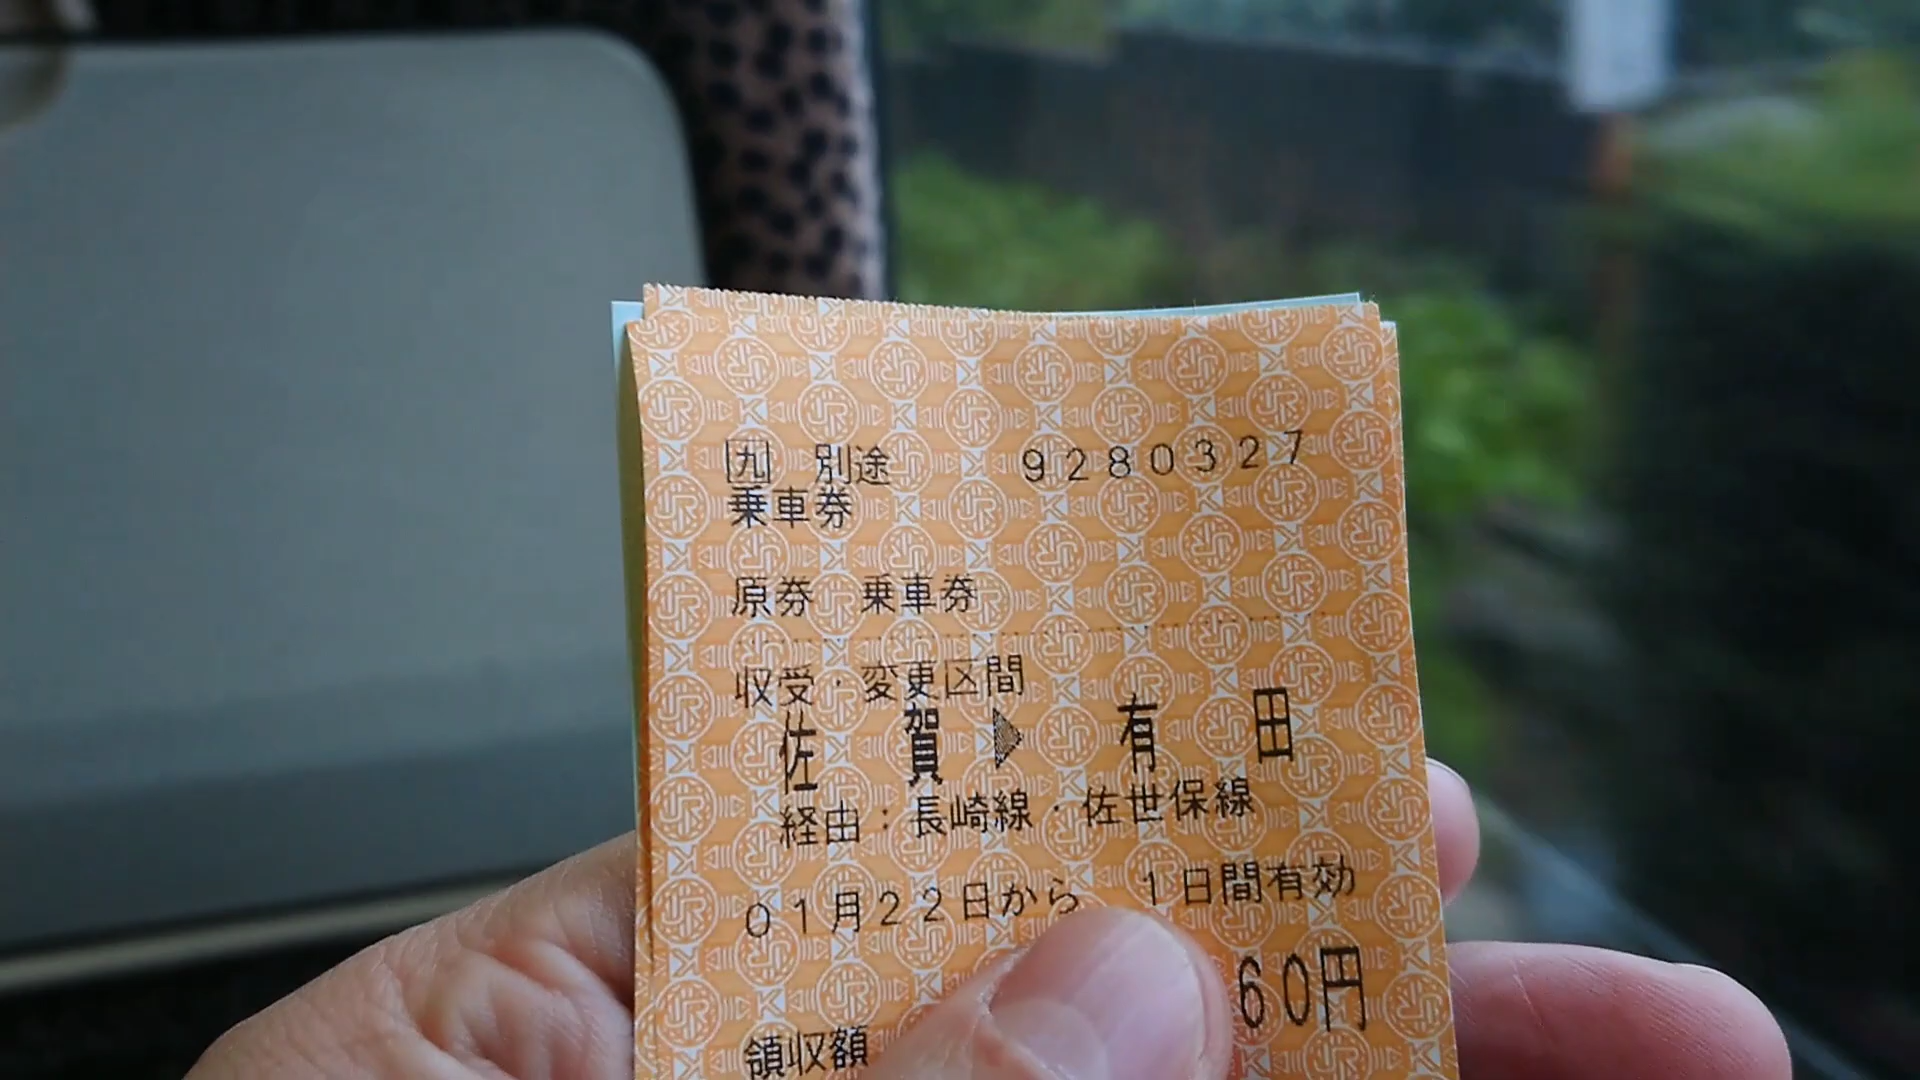 九 別途 9280327
乗車券
原券 乗車券
収受・変更区間
佐賀▶有田
経由:長崎線・佐世保線
01月22日から 1日間有効
60円
領収額